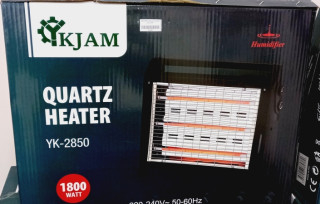 YKJAM
Humidifier
QUARTZ
HEATER
YK-2850
1800
WATT
220-240V~ 50-60Hz